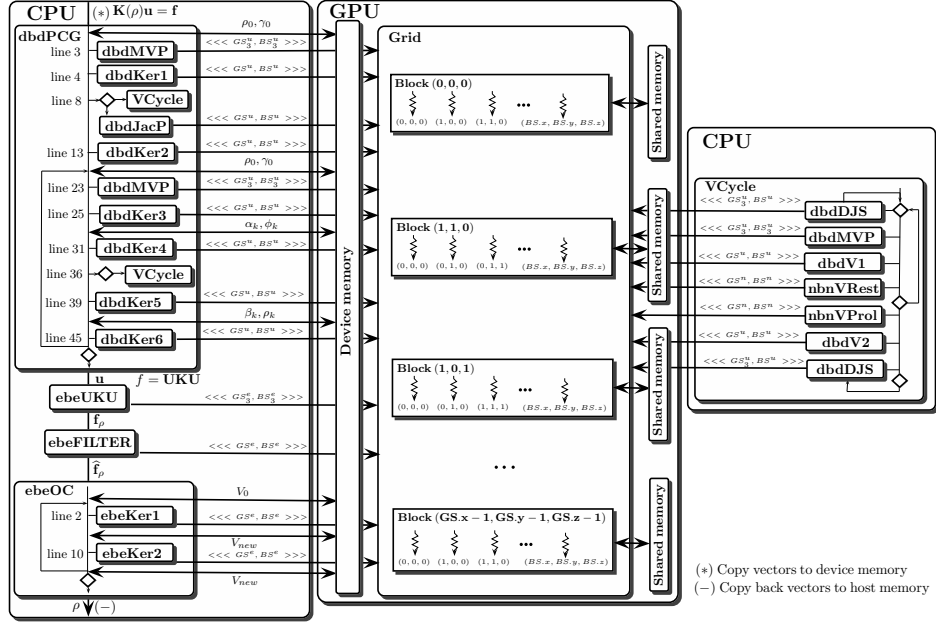 CPU
(*) K(ρ)u = f
dbdPCG
ρ₀, γ₀
line 3
dbdMVP
<<< GS₃ᵘ, BS₃ᵘ >>>
line 4
dbdKer1
<<< GSᵘ, BSᵘ >>>
line 8
VCycle
dbdJacP
<<< GSᵘ, BSᵘ >>>
line 13
dbdKer2
<<< GSᵘ, BSᵘ >>>
ρ₀, γ₀
line 23
dbdMVP
<<< GS₃ᵘ, BS₃ᵘ >>>
line 25
dbdKer3
<<< GSᵘ, BSᵘ >>>
αₖ, ϕₖ
line 31
dbdKer4
<<< GSᵘ, BSᵘ >>>
line 36
VCycle
line 39
dbdKer5
<<< GSᵘ, BSᵘ >>>
βₖ, ρₖ
line 45
dbdKer6
<<< GSᵘ, BSᵘ >>>
u
f = UKU
ebeUKU
<<< GS₃ᵉ, BS₃ᵉ >>>
f_ρ
ebeFILTER
<<< GSᵉ, BSᵉ >>>
f̂_ρ
ebeOC
V₀
line 2
ebeKer1
<<< GSᵉ, BSᵉ >>>
V_new
line 10
ebeKer2
<<< GSᵉ, BSᵉ >>>
V_new
ρ (−)
GPU
Device memory
Grid
Block (0, 0, 0)
...
(0, 0, 0) (1, 0, 0) (1, 1, 0) (BS.x, BS.y, BS.z)
Shared memory
Block (1, 1, 0)
...
(0, 0, 0) (0, 1, 0) (0, 1, 1) (BS.x, BS.y, BS.z)
Shared memory
Block (1, 0, 1)
...
(0, 0, 0) (0, 1, 0) (1, 1, 1) (BS.x, BS.y, BS.z)
Shared memory
...
Block (GS.x − 1, GS.y − 1, GS.z − 1)
...
(0, 0, 0) (1, 0, 0) (1, 1, 0) (BS.x, BS.y, BS.z)
Shared memory
CPU
VCycle
<<< GS₃ᵘ, BSᵘ >>>
dbdDJS
<<< GS₃ᵘ, BS₃ᵘ >>>
dbdMVP
<<< GSᵘ, BSᵘ >>>
dbdV1
<<< GSⁿ, BSⁿ >>>
nbnVRest
<<< GSⁿ, BSⁿ >>>
nbnVProl
<<< GSᵘ, BSᵘ >>>
dbdV2
<<< GS₃ᵘ, BSᵘ >>>
dbdDJS
(*) Copy vectors to device memory
(−) Copy back vectors to host memory